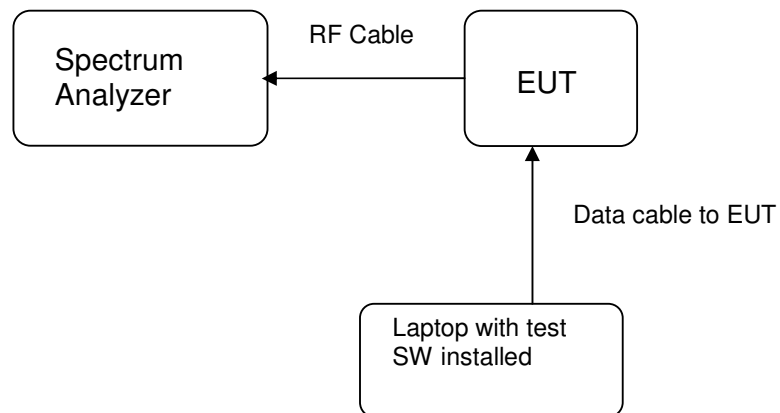 RF Cable
Spectrum
Analyzer
EUT
Data cable to EUT
Laptop with test
SW installed